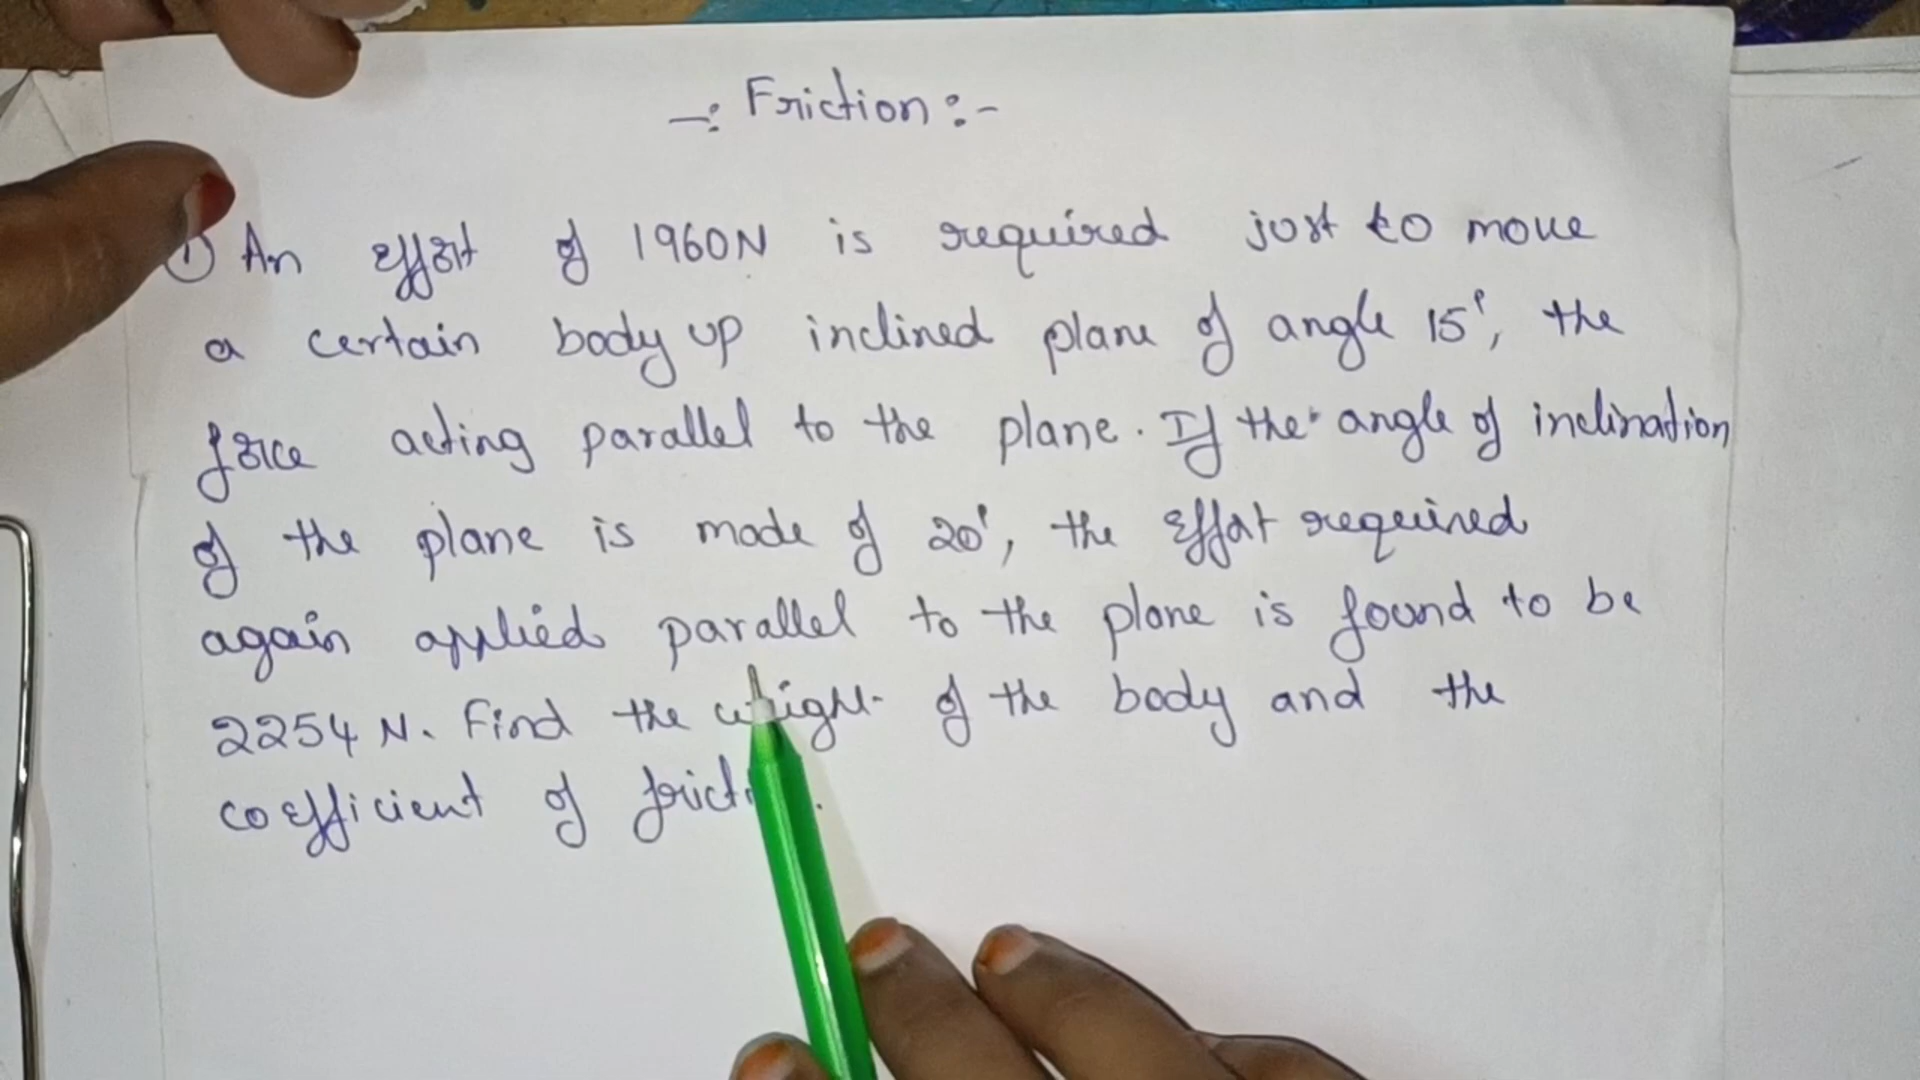 -: Friction :-
1) An effort of 1960N is required just to move
a certain body up inclined plane of angle 15°, the
force acting parallel to the plane. If the angle of inclination
of the plane is made of 20°, the effort required
again applied parallel to the plane is found to be
2254 N. Find the weight of the body and the
coefficient of